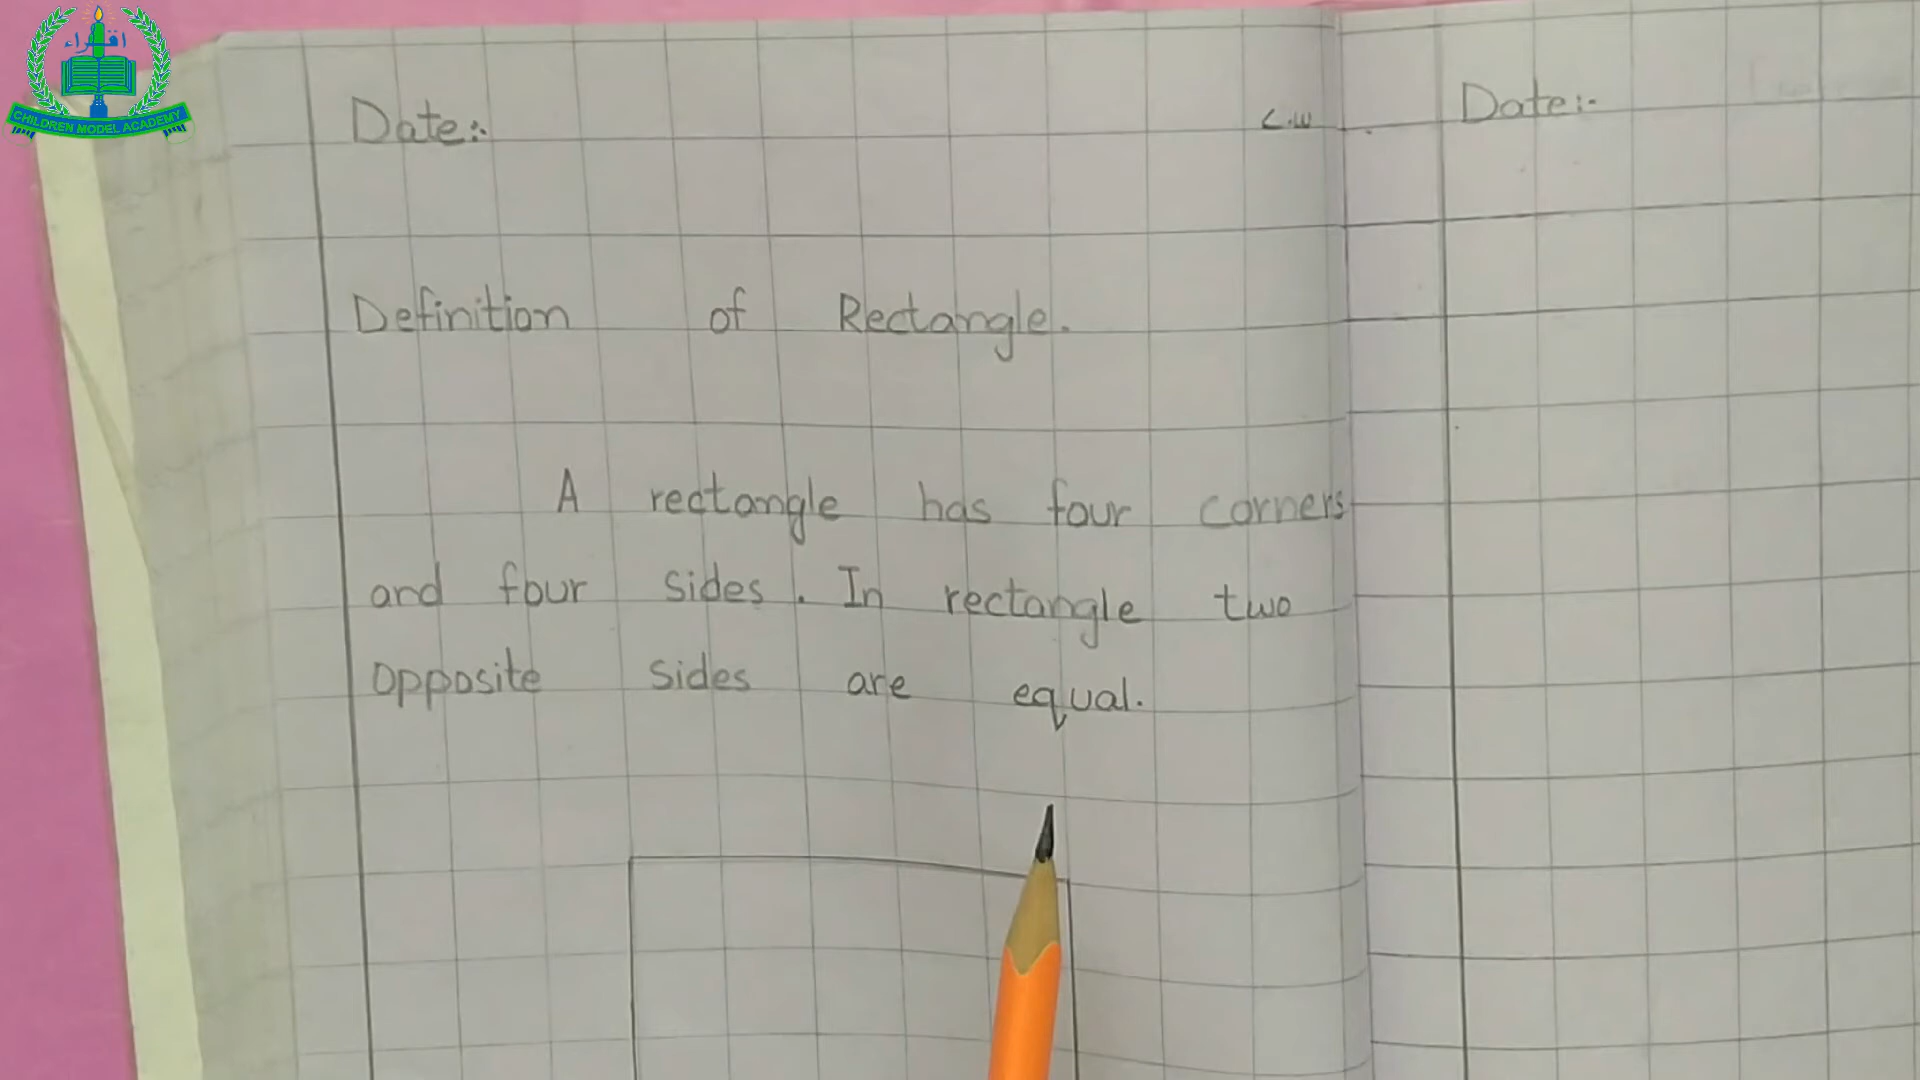 اقراء
CHILDREN MODEL ACADEMY
Date:-
C.W
Definition of Rectangle.
A rectangle has four corners
and four sides. In rectangle two
opposite sides are equal.
Date:-